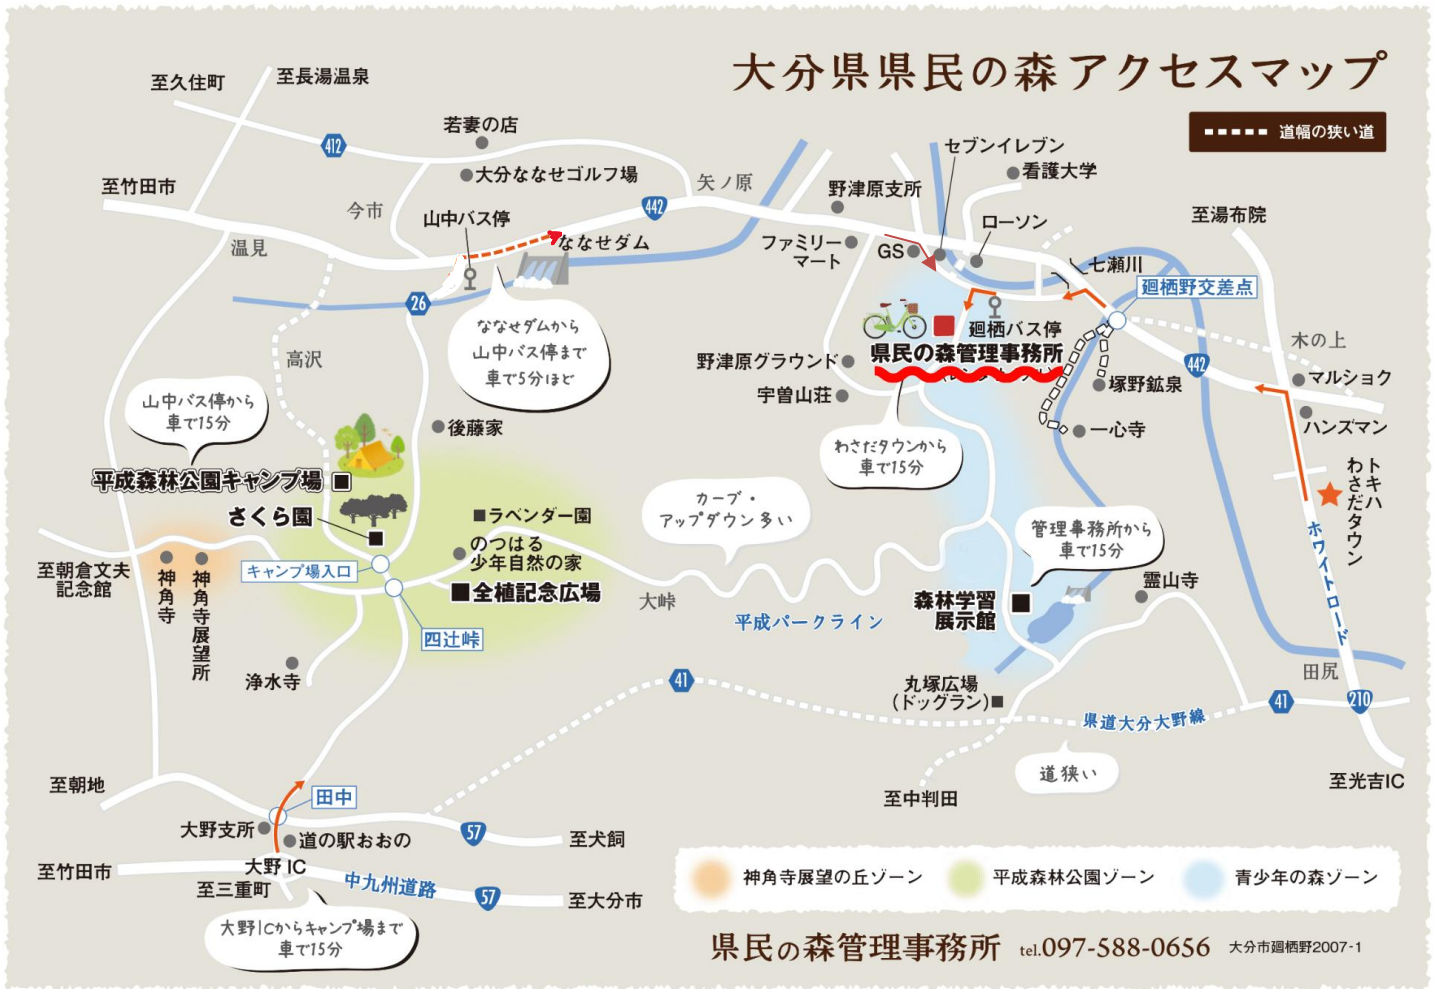 大分県県民の森アクセスマップ
道幅の狭い道
至久住町
至長湯温泉
412
若妻の店
大分ななせゴルフ場
至竹田市
今市
山中バス停
442
矢ノ原
温見
ななせダム
26
ななせダムから
山中バス停まで
車で5分ほど
高沢
山中バス停から
車で15分
後藤家
平成森林公園キャンプ場
さくら園
ラベンダー園
のつはる
少年自然の家
全植記念広場
キャンプ場入口
四辻峠
至朝倉文夫
記念館
神角寺
神角寺展望所
浄水寺
大峠
カーブ・
アップダウン多い
平成パークライン
セブンイレブン
看護大学
野津原支所
ローソン
ファミリー
マート
GS
七瀬川
廻栖野交差点
至湯布院
廻栖バス停
県民の森管理事務所
野津原グラウンド
宇曽山荘
わさだタウンから
車で15分
塚野鉱泉
一心寺
442
木の上
マルショク
ハンズマン
トキハ
わさだタウン
ホワイトロード
管理事務所から
車で15分
霊山寺
森林学習
展示館
丸塚広場
(ドッグラン)
41
県道大分大野線
41
田尻
210
道狭い
至中判田
至光吉IC
至朝地
田中
大野支所
道の駅おおの
57
至犬飼
至竹田市
大野IC
至三重町
中九州道路
57
至大分市
大野ICからキャンプ場まで
車で15分
神角寺展望の丘ゾーン
平成森林公園ゾーン
青少年の森ゾーン
県民の森管理事務所 tel.097-588-0656 大分市廻栖野2007-1